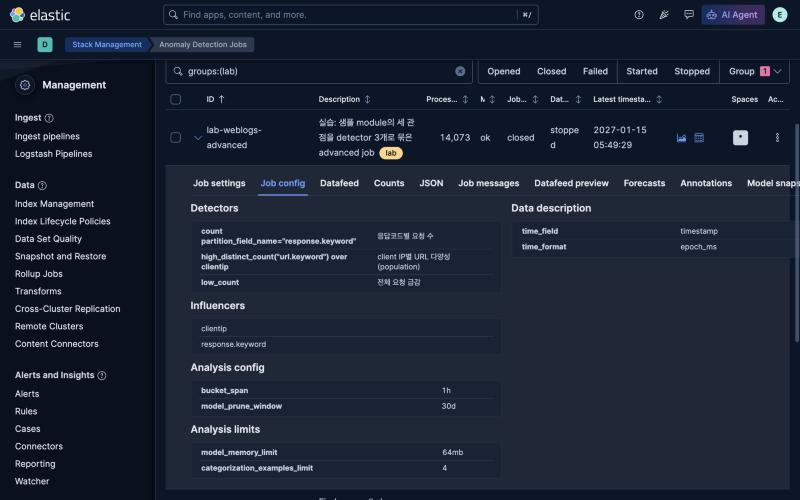 elastic
Find apps, content, and more.
⌘/
AI Agent
E
D
Stack Management
Anomaly Detection Jobs
Management
Ingest
Ingest pipelines
Logstash Pipelines
Data
Index Management
Index Lifecycle Policies
Data Set Quality
Snapshot and Restore
Rollup Jobs
Transforms
Cross-Cluster Replication
Remote Clusters
Content Connectors
Alerts and Insights
Alerts
Rules
Cases
Connectors
Reporting
Watcher
groups:(lab)
Opened Closed Failed Started Stopped Group 1
ID Description Proces... M Job... Dat... Latest timesta... Spaces Ac...
lab-weblogs-advanced
실습: 샘플 module의 세 관
점을 detector 3개로 묶은
advanced job lab
14,073 ok closed
stoppe
d
2027-01-15
05:49:29
*
Job settings Job config Datafeed Counts JSON Job messages Datafeed preview Forecasts Annotations Model snaps
Detectors
count
partition_field_name="response.keyword"
응답코드별 요청 수
high_distinct_count("url.keyword") over
clientip
client IP별 URL 다양성
(population)
low_count 전체 요청 급감
Influencers
clientip
response.keyword
Analysis config
bucket_span 1h
model_prune_window 30d
Analysis limits
model_memory_limit 64mb
categorization_examples_limit 4
Data description
time_field timestamp
time_format epoch_ms